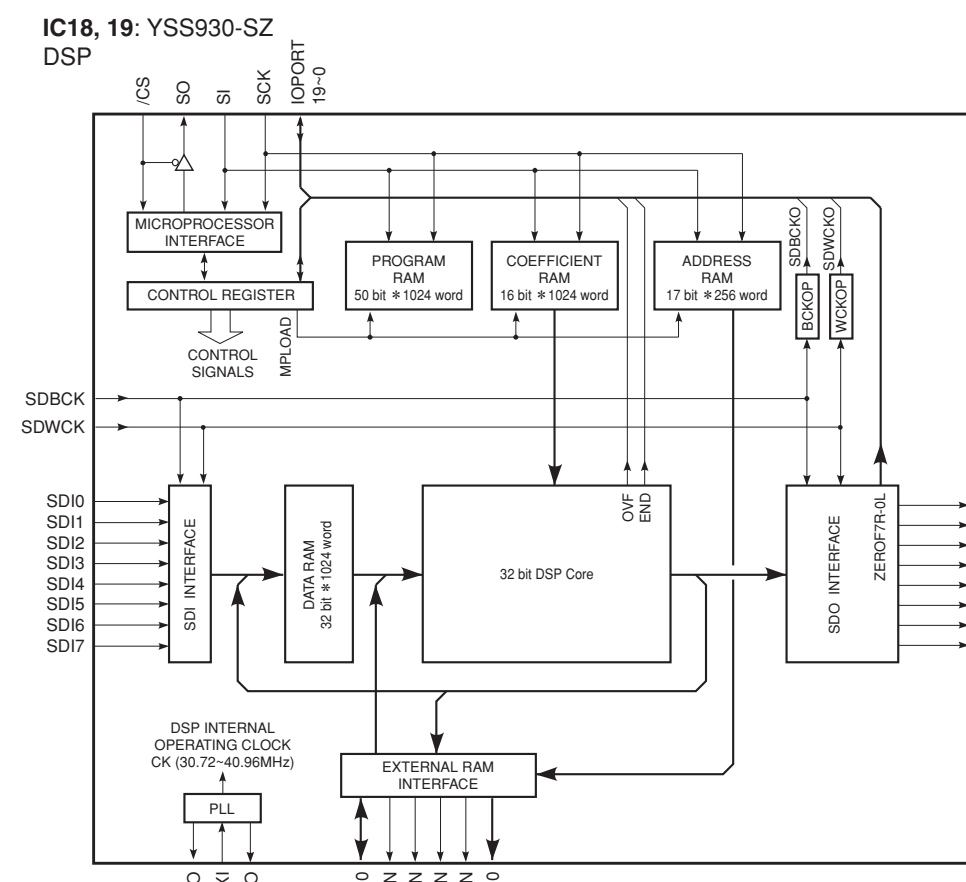 IC18, 19: YSS930-SZ
DSP
/CS
SO
SI
SCK
IOPORT
19~0
MICROPROCESSOR
INTERFACE
CONTROL REGISTER
CONTROL
SIGNALS
MPLOAD
PROGRAM
RAM
50 bit * 1024 word
COEFFICIENT
RAM
16 bit * 1024 word
ADDRESS
RAM
17 bit * 256 word
SDBCKO
SDWCKO
BCKOP
WCKOP
SDBCK
SDWCK
SDI0
SDI1
SDI2
SDI3
SDI4
SDI5
SDI6
SDI7
SDI INTERFACE
DATA RAM
32 bit * 1024 word
32 bit DSP Core
OVF
END
SDO INTERFACE
ZEROF7R-0L
DSP INTERNAL
OPERATING CLOCK
CK (30.72~40.96MHz)
PLL
EXTERNAL RAM
INTERFACE